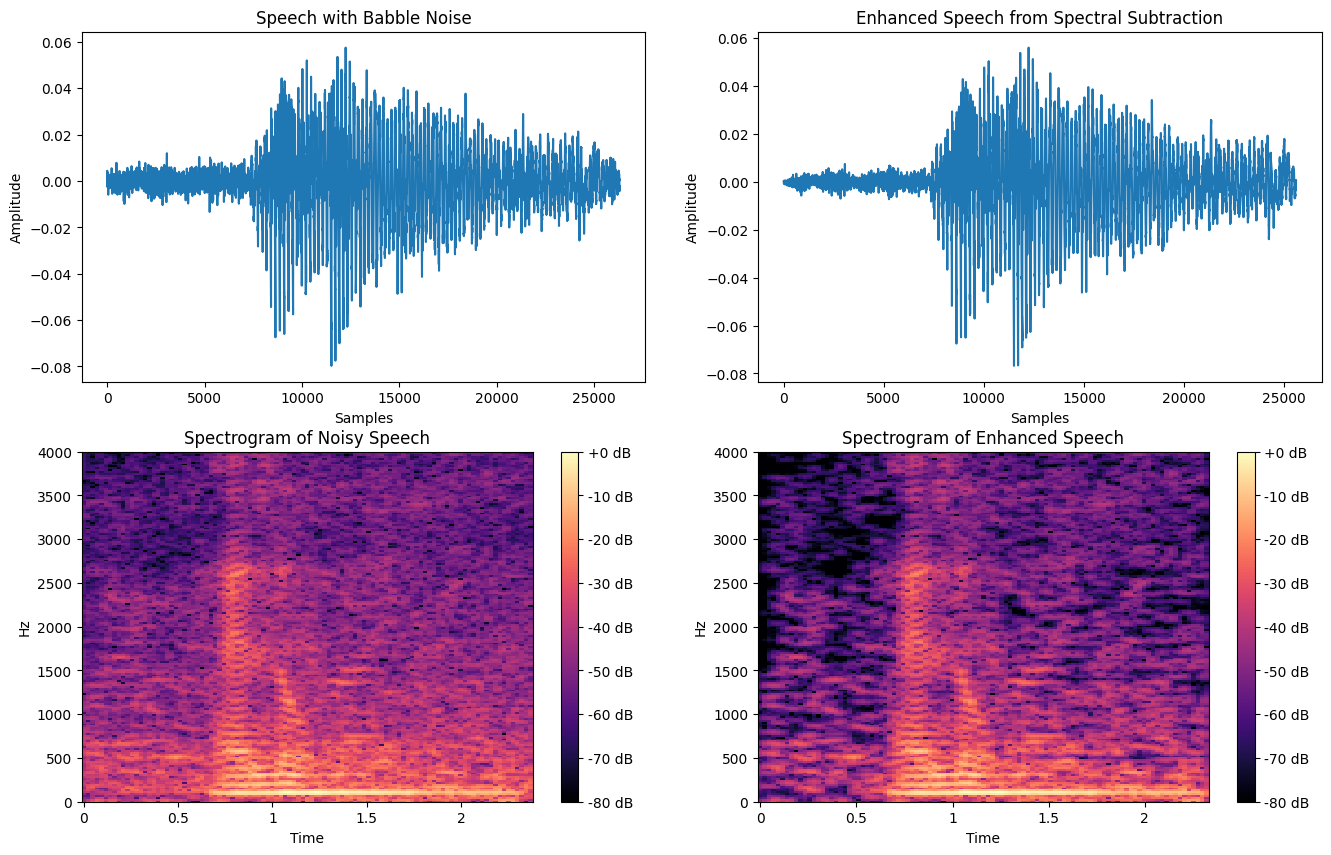 Speech with Babble Noise
0.06
0.04
0.02
0.00
−0.02
−0.04
−0.06
−0.08
Amplitude
0 5000 10000 15000 20000 25000
Samples
Enhanced Speech from Spectral Subtraction
0.06
0.04
0.02
0.00
−0.02
−0.04
−0.06
−0.08
Amplitude
0 5000 10000 15000 20000 25000
Samples
Spectrogram of Noisy Speech
4000
3500
3000
2500
2000
1500
1000
500
0
Hz
0 0.5 1 1.5 2
Time
+0 dB
-10 dB
-20 dB
-30 dB
-40 dB
-50 dB
-60 dB
-70 dB
-80 dB
Spectrogram of Enhanced Speech
4000
3500
3000
2500
2000
1500
1000
500
0
Hz
0 0.5 1 1.5 2
Time
+0 dB
-10 dB
-20 dB
-30 dB
-40 dB
-50 dB
-60 dB
-70 dB
-80 dB